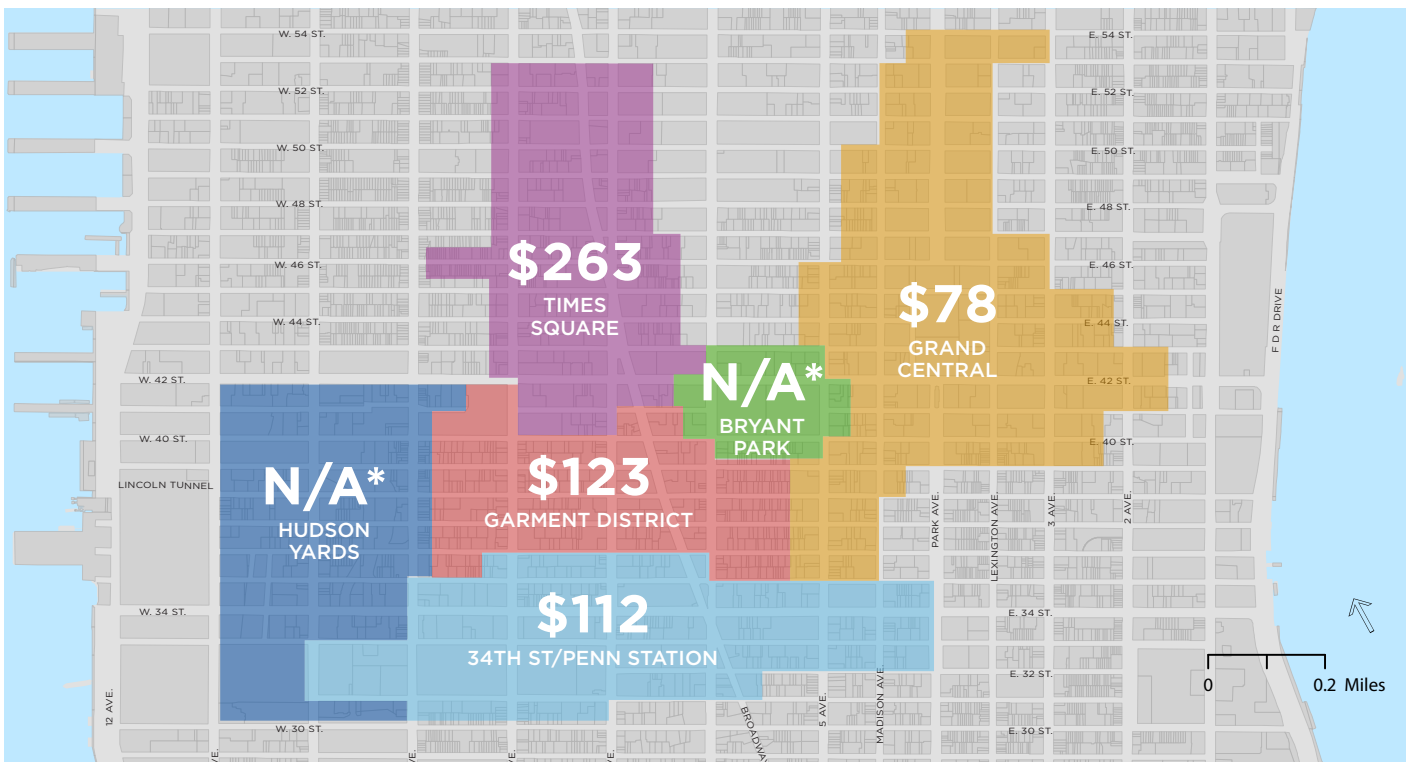 W. 54 ST.
E. 54 ST.
W. 52 ST.
E. 52 ST.
W. 50 ST.
E. 50 ST.
W. 48 ST.
E. 48 ST.
W. 46 ST.
E. 46 ST.
$263
TIMES
SQUARE
$78
GRAND
CENTRAL
W. 44 ST.
E. 44 ST.
F D R DRIVE
W. 42 ST.
E. 42 ST.
N/A*
BRYANT
PARK
W. 40 ST.
E. 40 ST.
LINCOLN TUNNEL
N/A*
HUDSON
YARDS
$123
GARMENT DISTRICT
PARK AVE.
LEXINGTON AVE.
3 AVE.
2 AVE.
W. 34 ST.
E. 34 ST.
$112
34TH ST/PENN STATION
E. 32 ST.
12 AVE.
BROADWAY
5 AVE.
MADISON AVE.
W. 30 ST.
E. 30 ST.
0
0.2 Miles